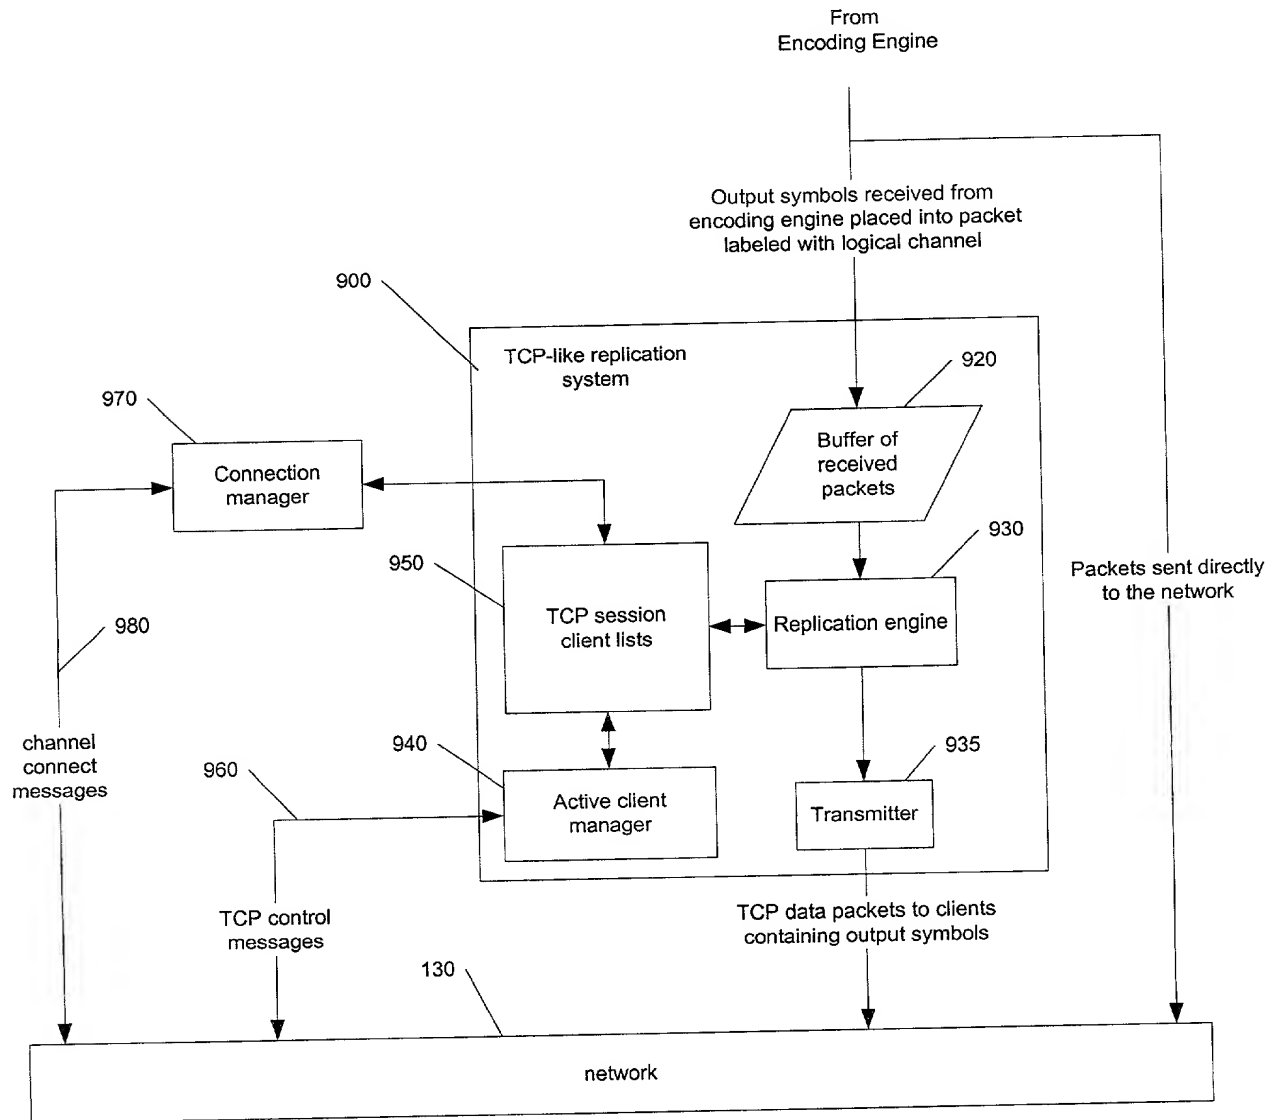 From
Encoding Engine
Output symbols received from
encoding engine placed into packet
labeled with logical channel
900
TCP-like replication
system
920
970
Buffer of
received
packets
Connection
manager
930
950
Packets sent directly
to the network
TCP session
client lists
Replication engine
980
channel
connect
messages
940
935
960
Active client
manager
Transmitter
TCP control
messages
TCP data packets to clients
containing output symbols
130
network